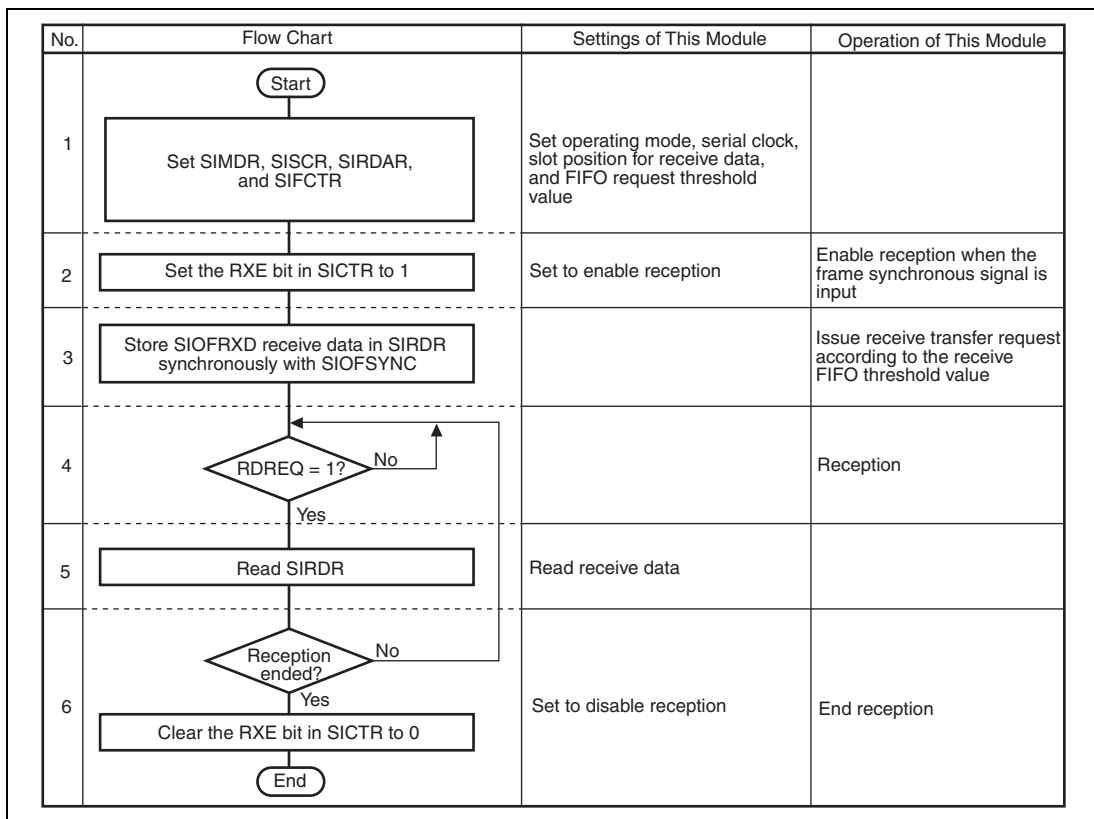 No.
Flow Chart
Settings of This Module
Operation of This Module
Start
1
Set SIMDR, SISCR, SIRDAR,
and SIFCTR
Set operating mode, serial clock,
slot position for receive data,
and FIFO request threshold
value
2
Set the RXE bit in SICTR to 1
Set to enable reception
Enable reception when the
frame synchronous signal is
input
3
Store SIOFRXD receive data in SIRDR
synchronously with SIOFSYNC
Issue receive transfer request
according to the receive
FIFO threshold value
4
RDREQ = 1?
No
Yes
Reception
5
Read SIRDR
Read receive data
6
Reception
ended?
No
Yes
Clear the RXE bit in SICTR to 0
End
Set to disable reception
End reception